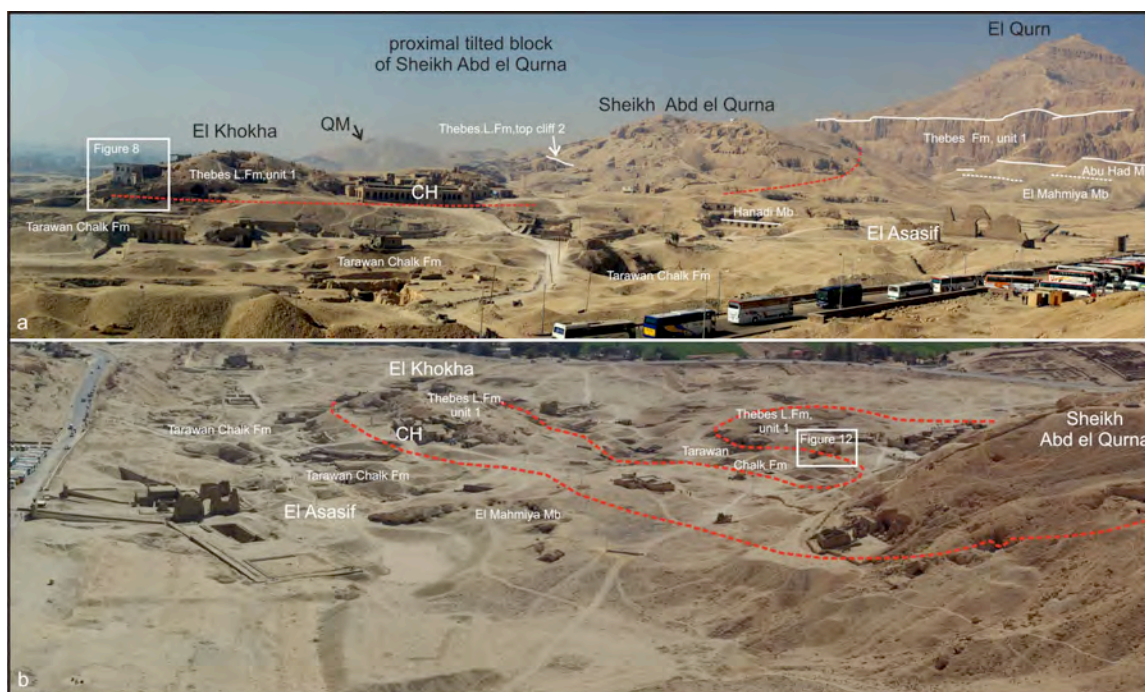 El Qurn
proximal tilted block
of Sheikh Abd el Qurna
Sheikh Abd el Qurna
El Khokha
QM
Thebes.L.Fm,top cliff 2
Figure 8
Thebes Fm, unit 1
Thebes L.Fm,unit 1
Abu Had M
CH
El Mahmiya Mb
Hanadi Mb
Tarawan Chalk Fm
El Asasif
Tarawan Chalk Fm
Tarawan Chalk Fm
a
El Khokha
Thebes L.Fm,
unit 1
Thebes L.Fm,
unit 1
Sheikh
Abd el Qurna
Tarawan Chalk Fm
CH
Figure 12
Tarawan
Chalk Fm
Tarawan Chalk Fm
El Asasif
El Mahmiya Mb
b